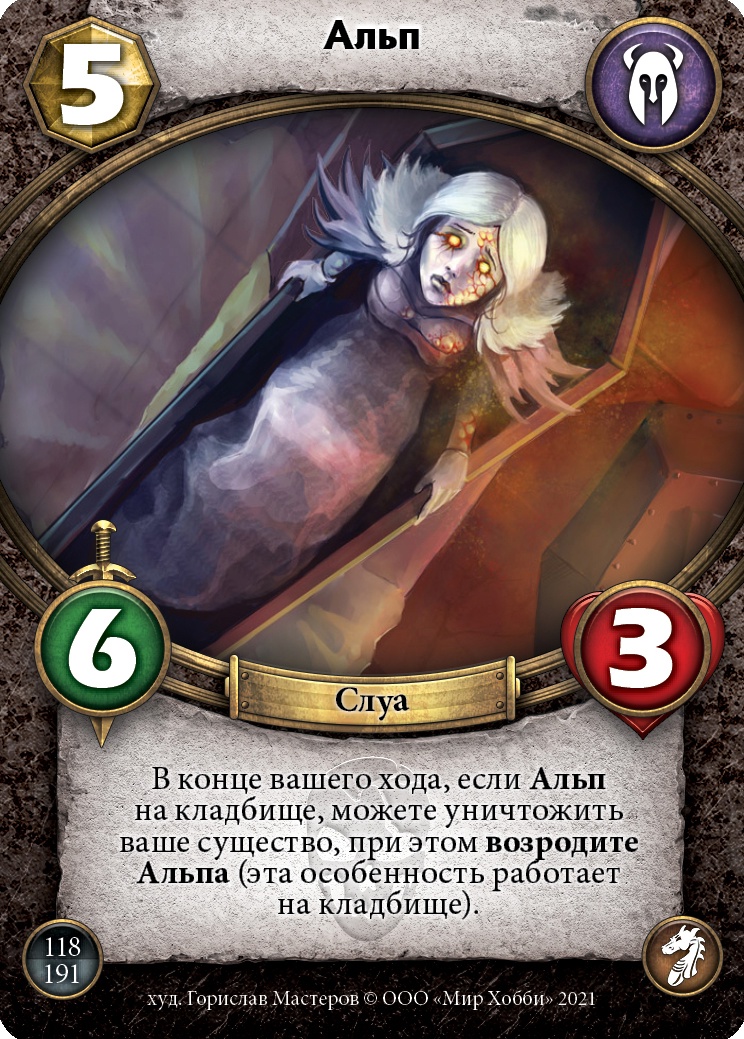 5
Альп
6
3
Слуа
В конце вашего хода, если Альп
на кладбище, можете уничтожить
ваше существо, при этом возродите
Альпа (эта особенность работает
на кладбище).
118
191
худ. Горислав Мастеров © ООО «Мир Хобби» 2021